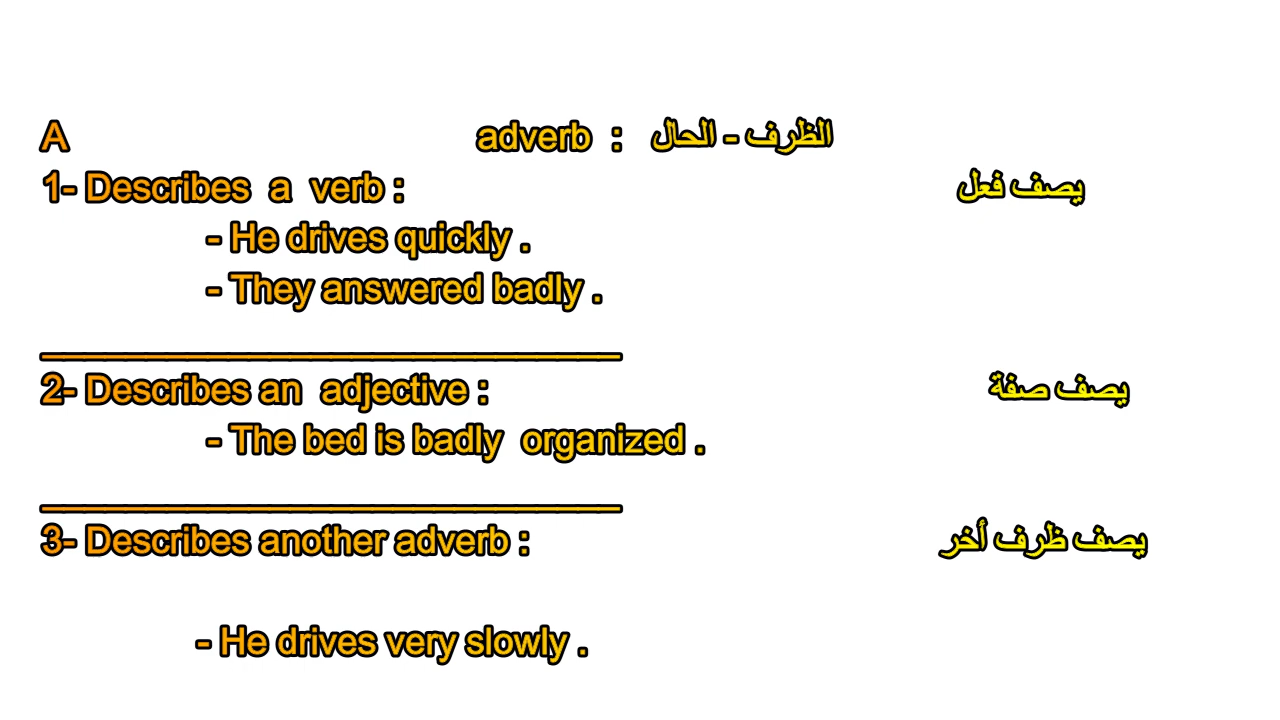 A adverb : الظرف - الحال
1- Describes a verb : يصف فعل
- He drives quickly .
- They answered badly .
2- Describes an adjective : يصف صفة
- The bed is badly organized .
3- Describes another adverb : يصف ظرف أخر
- He drives very slowly .